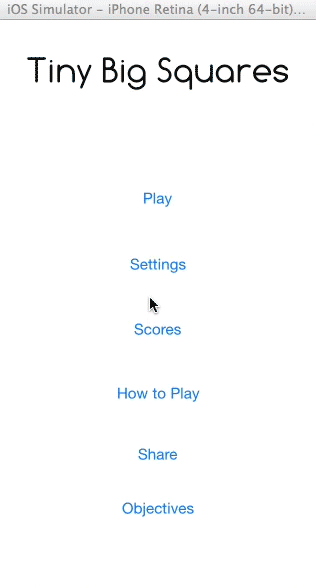 iOS Simulator – iPhone Retina (4-inch 64-bit)...
Tiny Big Squares
Play
Settings
Scores
How to Play
Share
Objectives